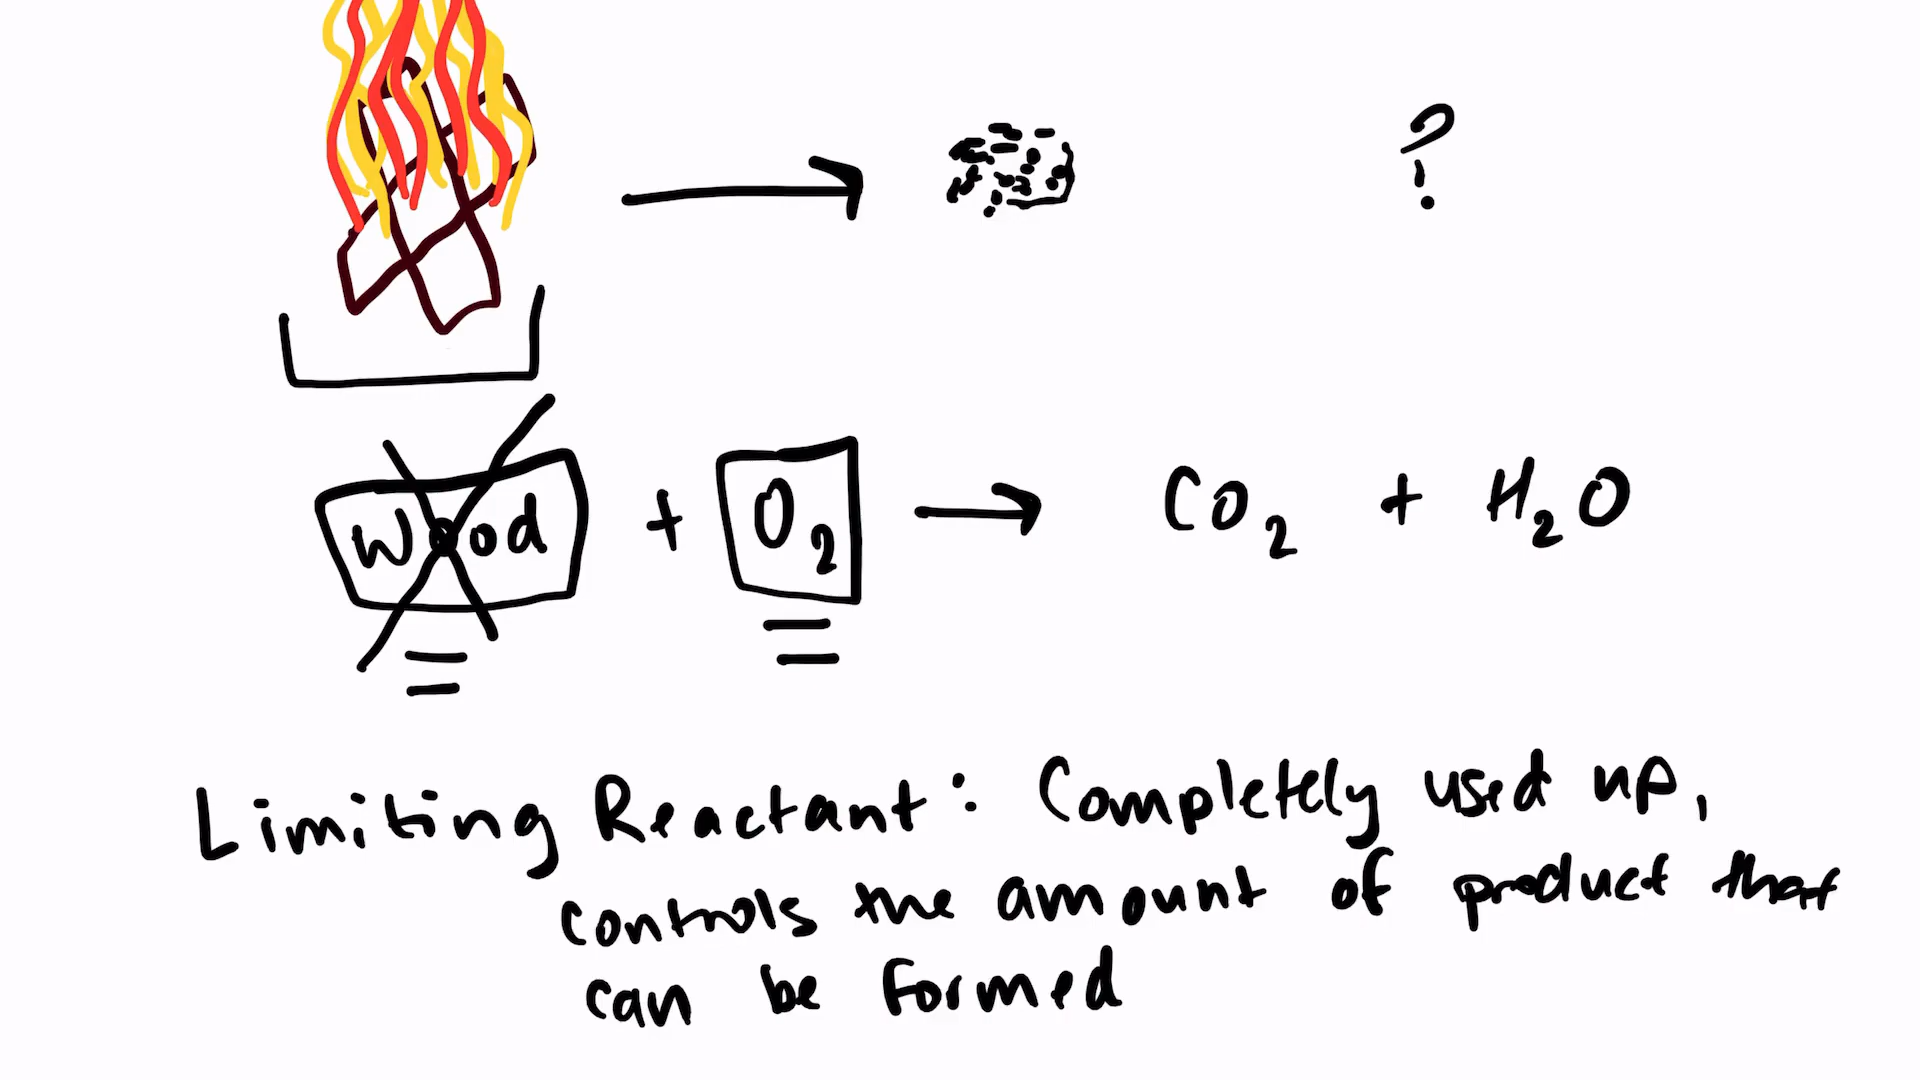 ?
Wood + O₂ → CO₂ + H₂O
Limiting Reactant: Completely used up,
controls the amount of product that
can be formed